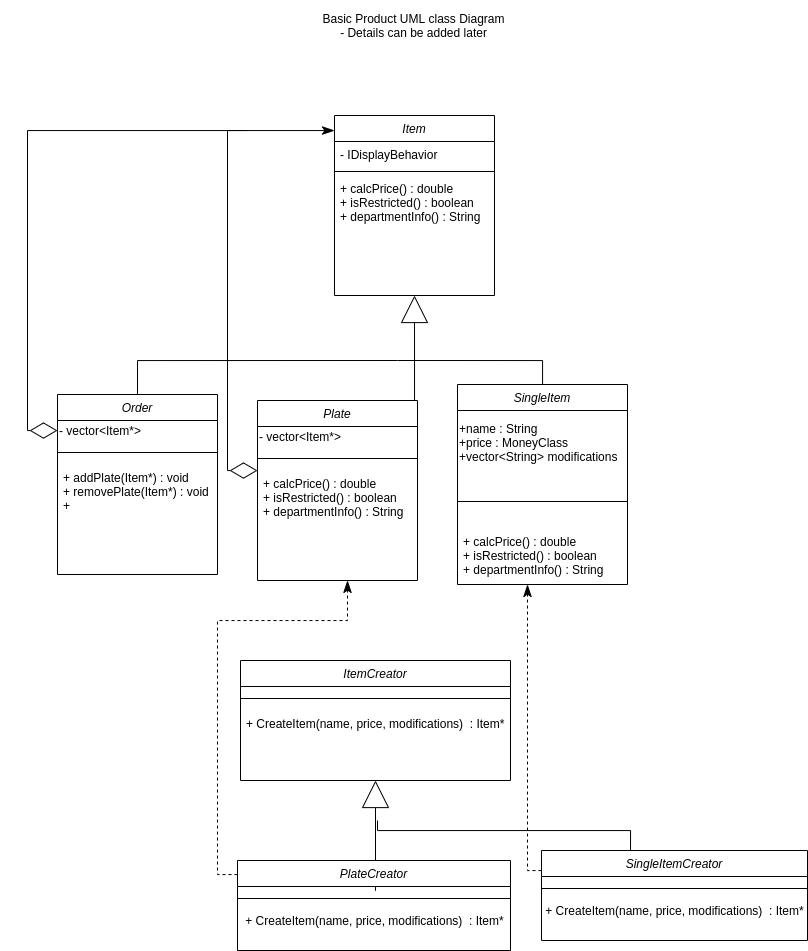 Basic Product UML class Diagram
- Details can be added later
Item
- IDisplayBehavior
+ calcPrice() : double
+ isRestricted() : boolean
+ departmentInfo() : String
Order
- vector<Item*>
+ addPlate(Item*) : void
+ removePlate(Item*) : void
+
Plate
- vector<Item*>
+ calcPrice() : double
+ isRestricted() : boolean
+ departmentInfo() : String
SingleItem
+name : String
+price : MoneyClass
+vector<String> modifications
+ calcPrice() : double
+ isRestricted() : boolean
+ departmentInfo() : String
ItemCreator
+ CreateItem(name, price, modifications)  : Item*
PlateCreator
+ CreateItem(name, price, modifications)  : Item*
SingleItemCreator
+ CreateItem(name, price, modifications)  : Item*